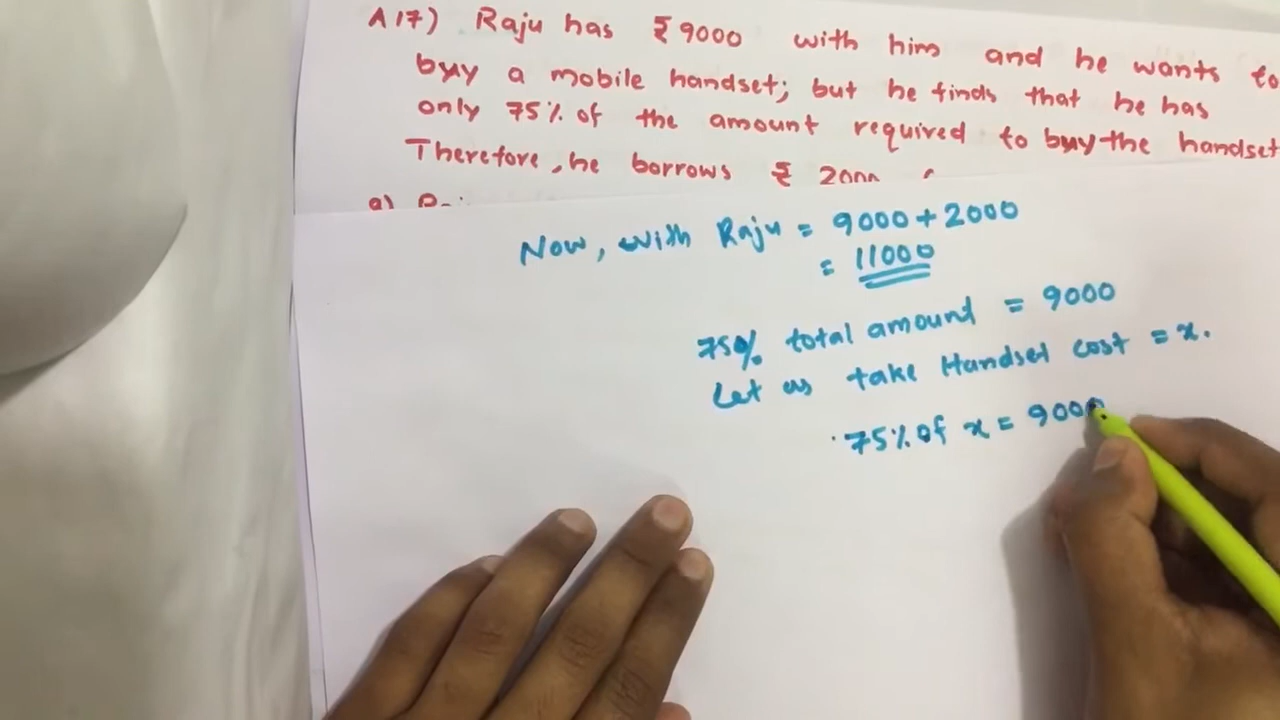 A17) Raju has ₹9000 with him and he wants to
buy a mobile handset; but he finds that he has
only 75% of the amount required to buy the handset
Therefore, he borrows ₹ 2000
a)
Now, with Raju = 9000+2000
= 11000
75% total amount = 9000
Let us take Handset cost = x.
75% of x = 9000